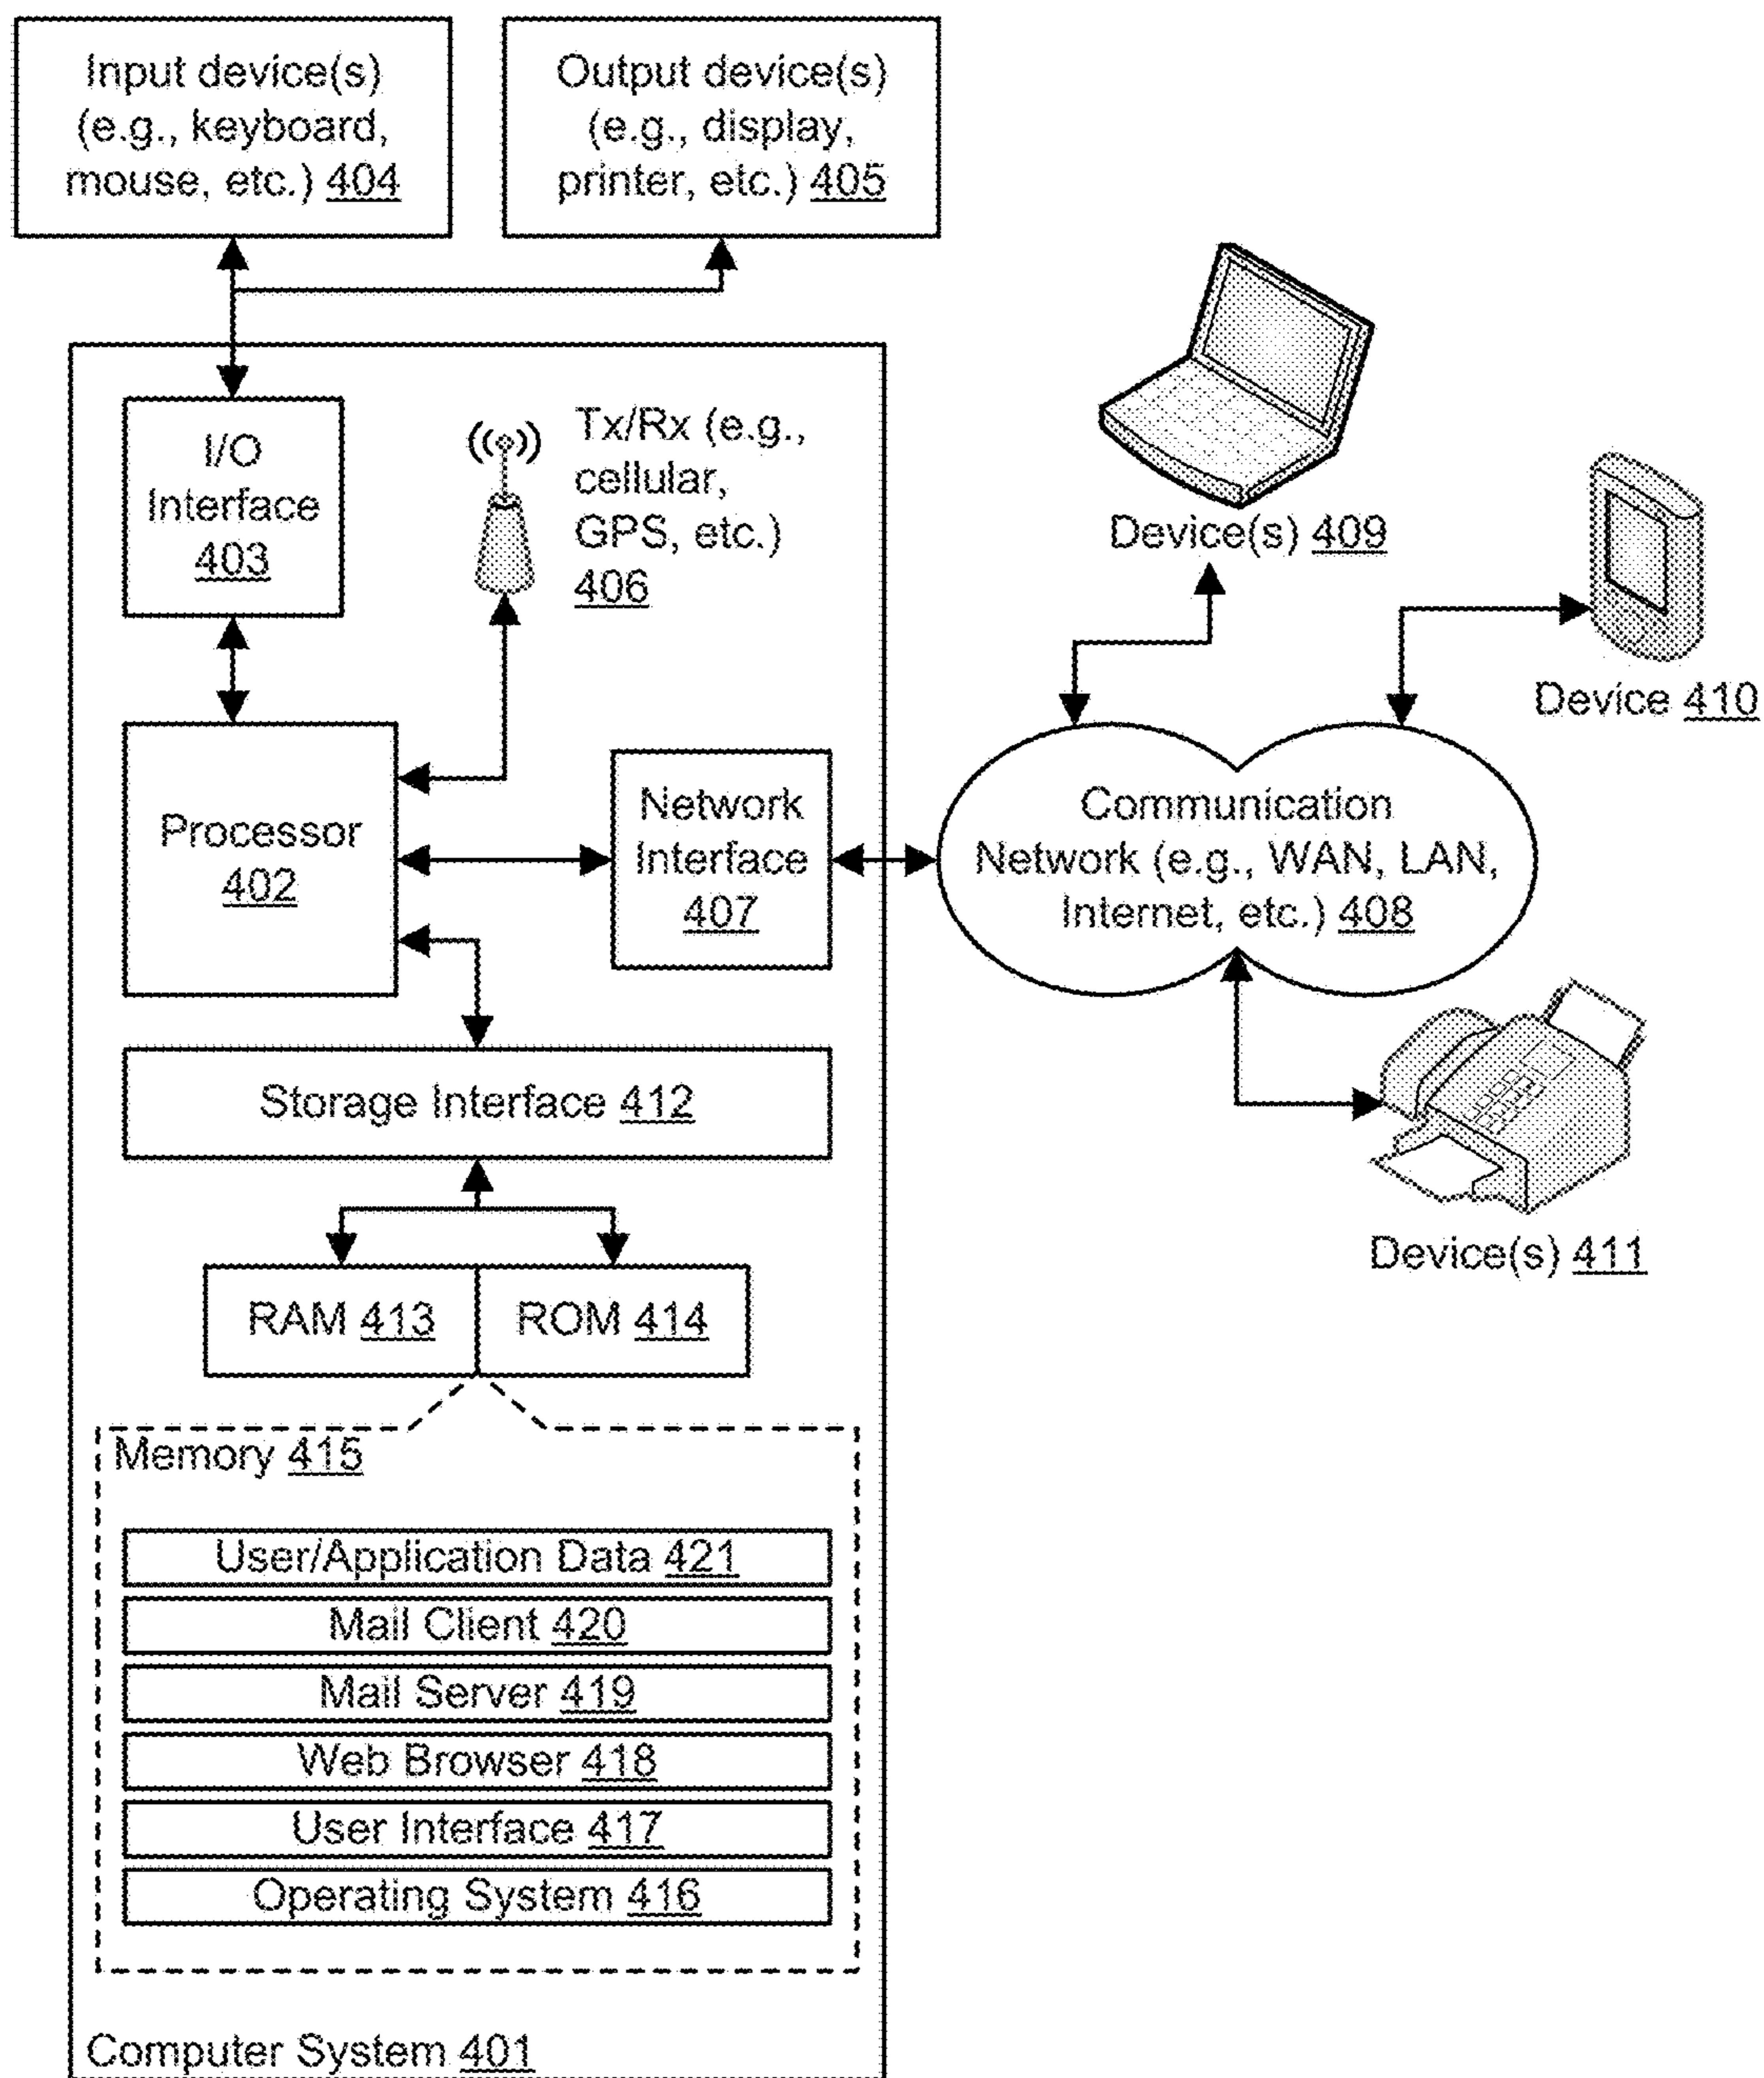 Input device(s)
(e.g., keyboard,
mouse, etc.) 404
Output device(s)
(e.g., display,
printer, etc.) 405
I/O
Interface
403
Tx/Rx (e.g.,
cellular,
GPS, etc.)
406
Device(s) 409
Device 410
Processor
402
Network
Interface
407
Communication
Network (e.g., WAN, LAN,
Internet, etc.) 408
Storage Interface 412
Device(s) 411
RAM 413
ROM 414
Memory 415
User/Application Data 421
Mail Client 420
Mail Server 419
Web Browser 418
User Interface 417
Operating System 416
Computer System 401